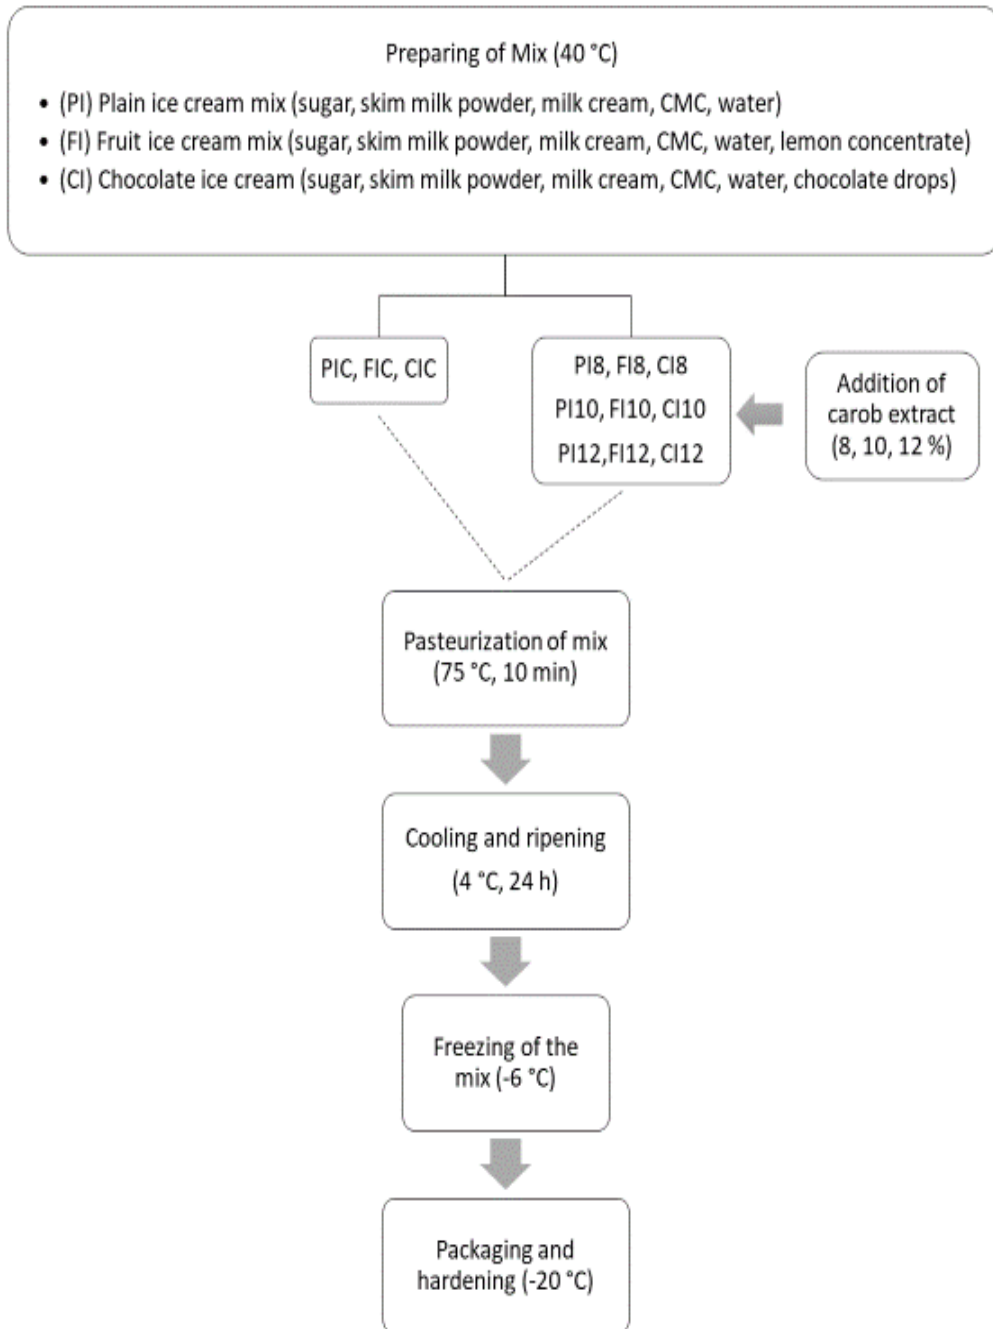 Preparing of Mix (40 °C)
• (PI) Plain ice cream mix (sugar, skim milk powder, milk cream, CMC, water)
• (FI) Fruit ice cream mix (sugar, skim milk powder, milk cream, CMC, water, lemon concentrate)
• (CI) Chocolate ice cream (sugar, skim milk powder, milk cream, CMC, water, chocolate drops)
PIC, FIC, CIC
PI8, FI8, CI8
PI10, FI10, CI10
PI12,FI12, CI12
Addition of
carob extract
(8, 10, 12 %)
Pasteurization of mix
(75 °C, 10 min)
Cooling and ripening
(4 °C, 24 h)
Freezing of the
mix (-6 °C)
Packaging and
hardening (-20 °C)